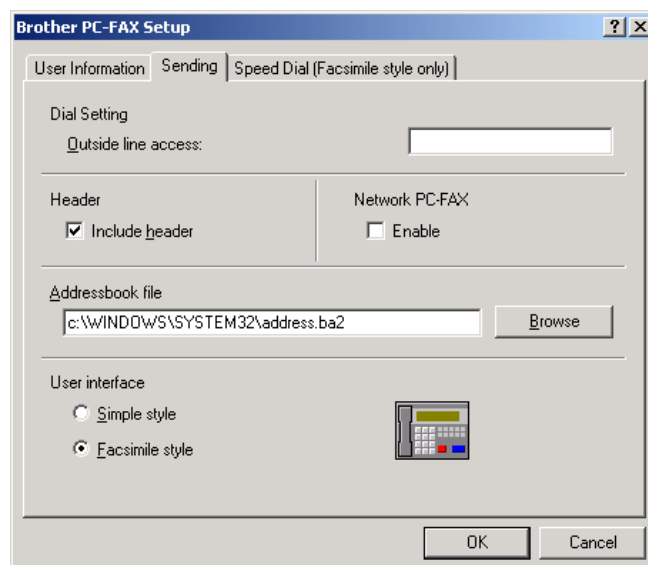 Brother PC-FAX Setup
User Information Sending Speed Dial (Facsimile style only)
Dial Setting
Outside line access:
Header Network PC-FAX
Include header Enable
Addressbook file
c:\WINDOWS\SYSTEM32\address.ba2 Browse
User interface
Simple style
Facsimile style
OK Cancel